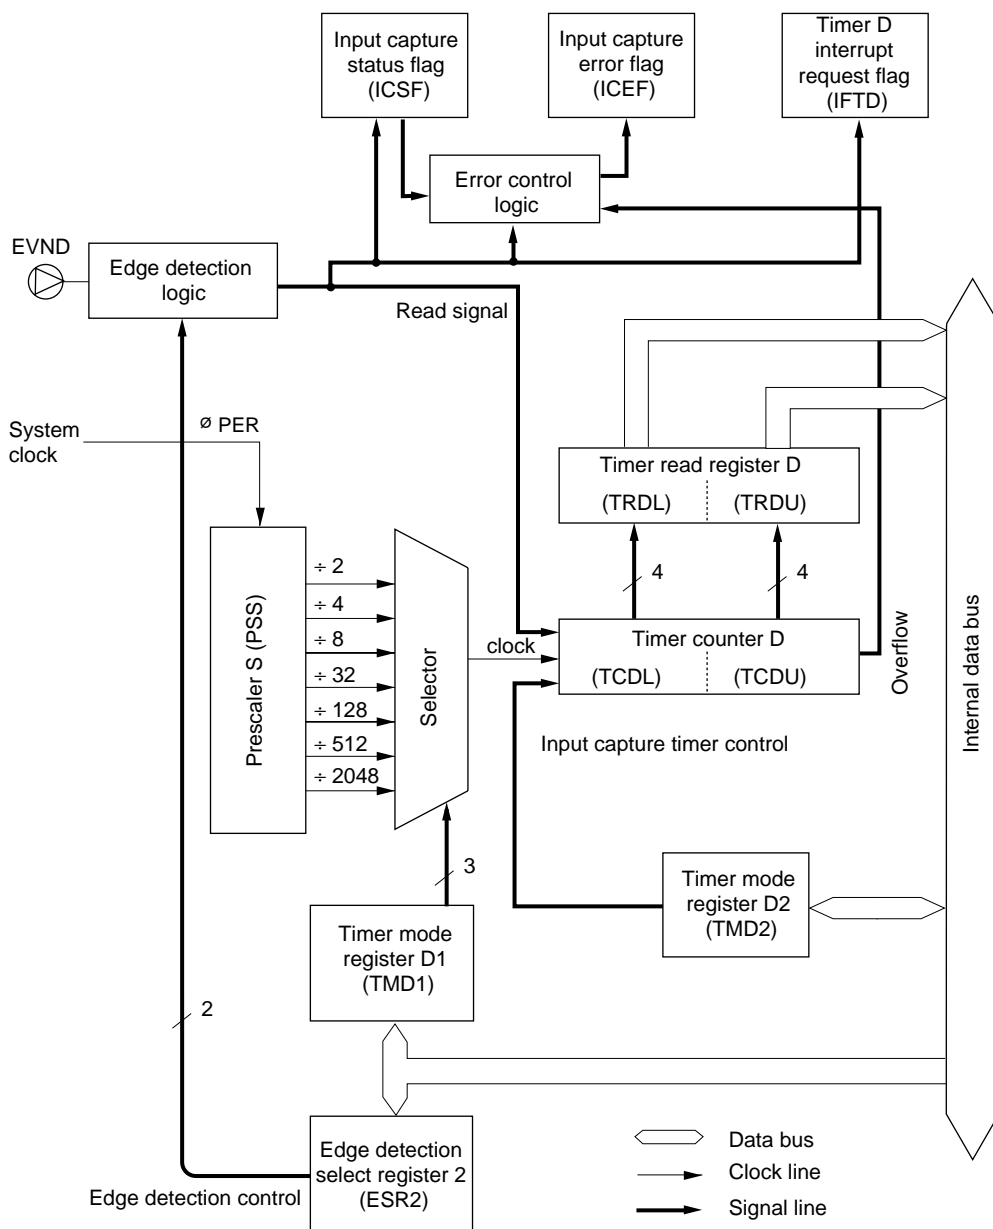 Input capture
status flag
(ICSF)
Input capture
error flag
(ICEF)
Timer D
interrupt
request flag
(IFTD)
Error control
logic
EVND
Edge detection
logic
Read signal
System
clock
ø PER
Timer read register D
(TRDL)
(TRDU)
4
4
Prescaler S (PSS)
÷ 2
÷ 4
÷ 8
÷ 32
÷ 128
÷ 512
÷ 2048
Selector
clock
Timer counter D
(TCDL)
(TCDU)
Overflow
Internal data bus
Input capture timer control
3
Timer mode
register D1
(TMD1)
Timer mode
register D2
(TMD2)
2
Edge detection
select register 2
(ESR2)
Edge detection control
Data bus
Clock line
Signal line